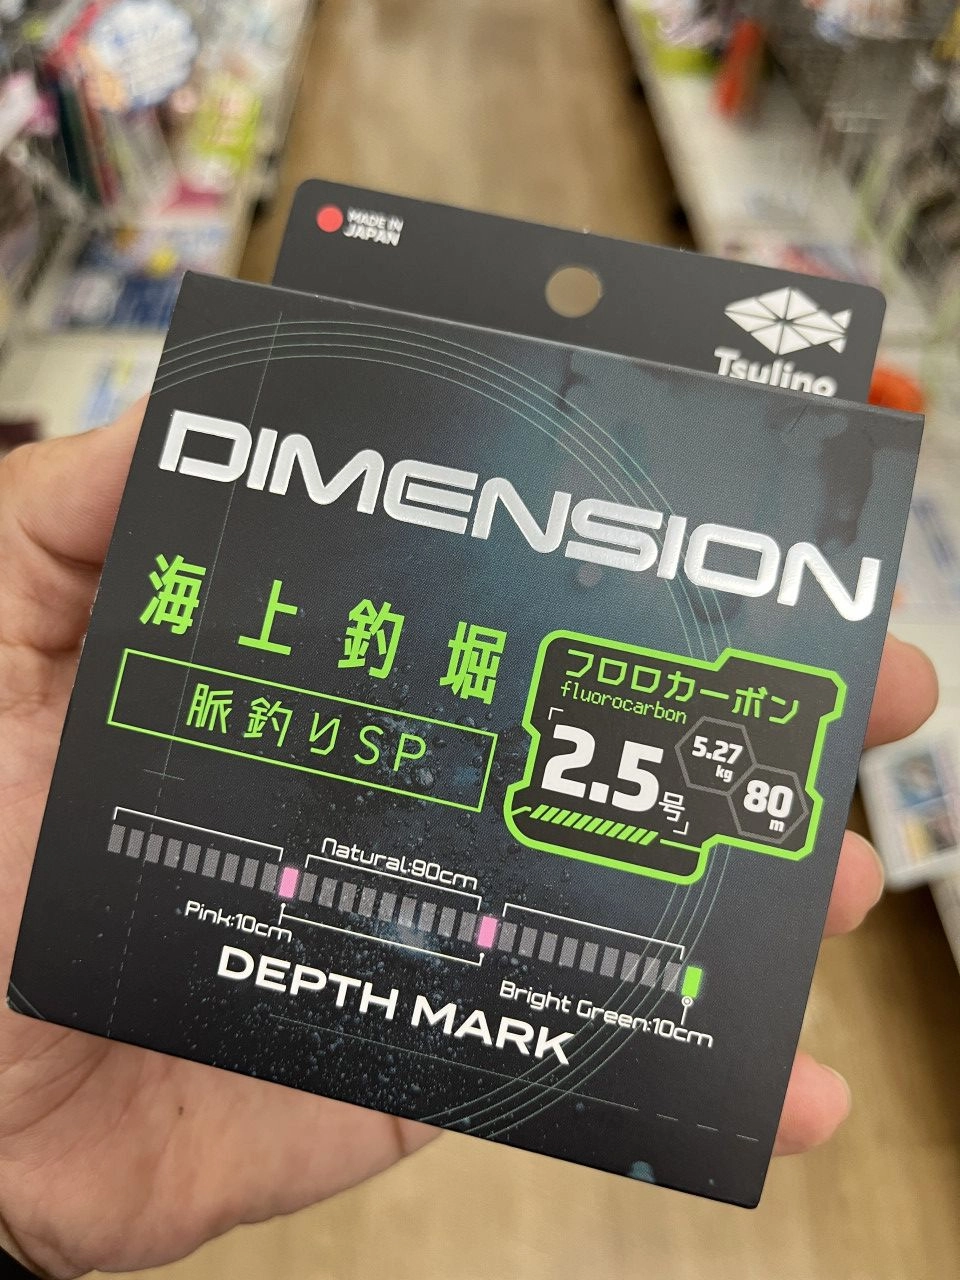 MADE IN
JAPAN
Tsulino
DIMENSION
海上釣堀
脈釣りSP
フロロカーボン
fluorocarbon
2.5号
5.27
kg
80
m
Natural:90cm
Pink:10cm
Bright Green:10cm
DEPTH MARK